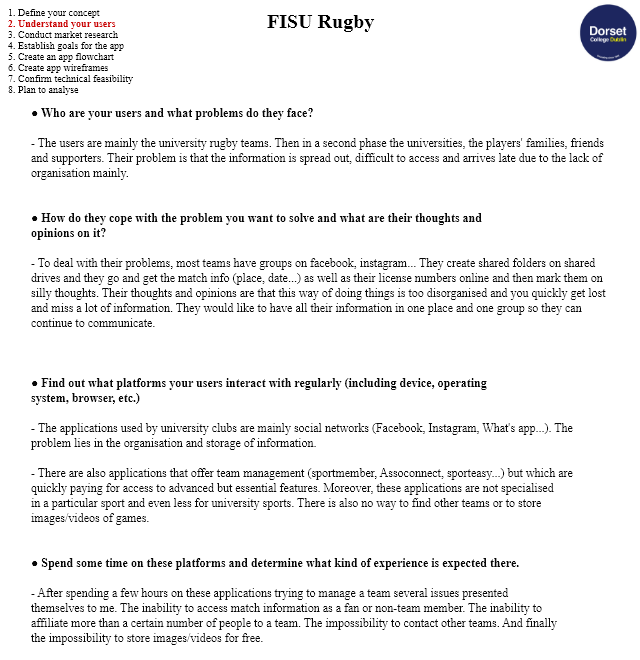 1. Define your concept
2. Understand your users
3. Conduct market research
4. Establish goals for the app
5. Create an app flowchart
6. Create app wireframes
7. Confirm technical feasibility
8. Plan to analyse
FISU Rugby
Dorset
College Dublin
● Who are your users and what problems do they face?
- The users are mainly the university rugby teams. Then in a second phase the universities, the players' families, friends
and supporters. Their problem is that the information is spread out, difficult to access and arrives late due to the lack of
organisation mainly.
● How do they cope with the problem you want to solve and what are their thoughts and
opinions on it?
- To deal with their problems, most teams have groups on facebook, instagram... They create shared folders on shared
drives and they go and get the match info (place, date...) as well as their license numbers online and then mark them on
silly thoughts. Their thoughts and opinions are that this way of doing things is too disorganised and you quickly get lost
and miss a lot of information. They would like to have all their information in one place and one group so they can
continue to communicate.
● Find out what platforms your users interact with regularly (including device, operating
system, browser, etc.)
- The applications used by university clubs are mainly social networks (Facebook, Instagram, What's app...). The
problem lies in the organisation and storage of information.
- There are also applications that offer team management (sportmember, Assoconnect, sporteasy...) but which are
quickly paying for access to advanced but essential features. Moreover, these applications are not specialised
in a particular sport and even less for university sports. There is also no way to find other teams or to store
images/videos of games.
● Spend some time on these platforms and determine what kind of experience is expected there.
- After spending a few hours on these applications trying to manage a team several issues presented
themselves to me. The inability to access match information as a fan or non-team member. The inability to
affiliate more than a certain number of people to a team. The impossibility to contact other teams. And finally
the impossibility to store images/videos for free.